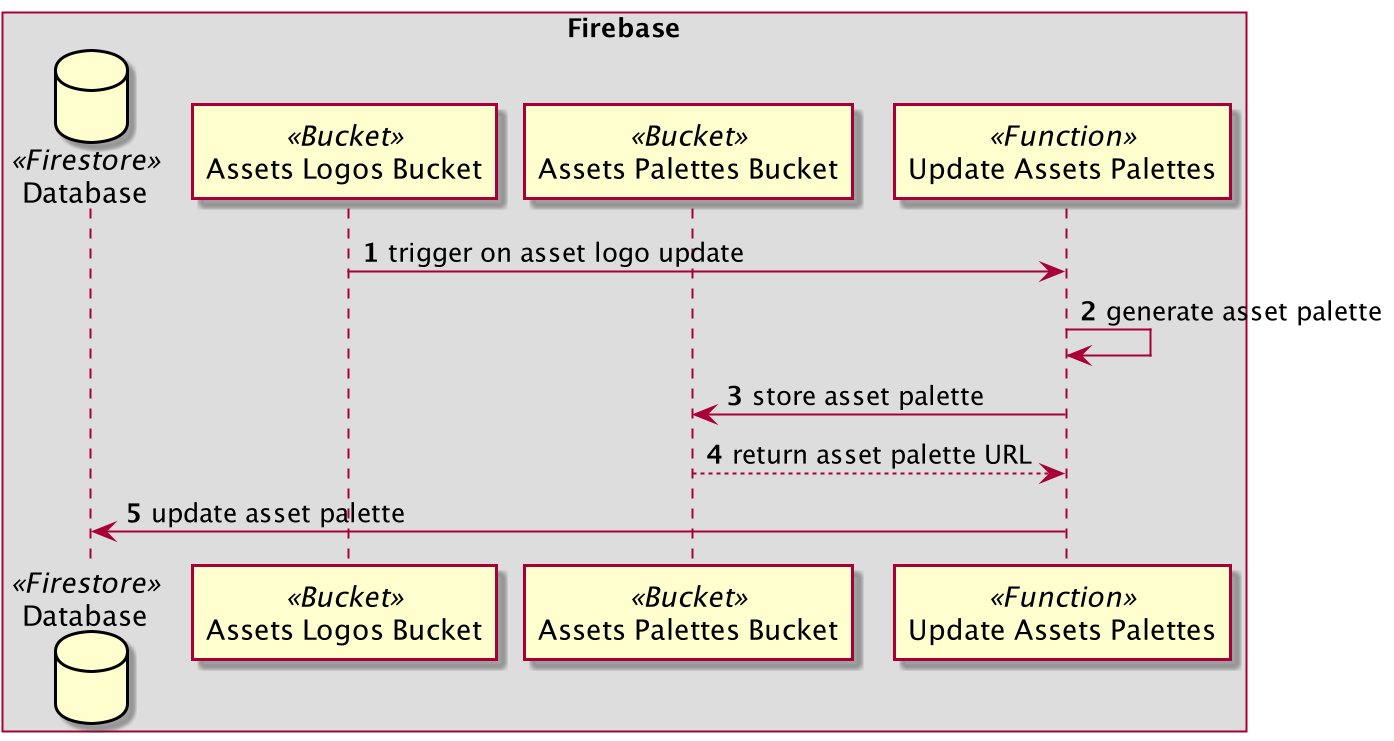 Firebase
«Firestore»
Database
«Bucket»
Assets Logos Bucket
«Bucket»
Assets Palettes Bucket
«Function»
Update Assets Palettes
1 trigger on asset logo update
2 generate asset palette
3 store asset palette
4 return asset palette URL
5 update asset palette
«Firestore»
Database
«Bucket»
Assets Logos Bucket
«Bucket»
Assets Palettes Bucket
«Function»
Update Assets Palettes